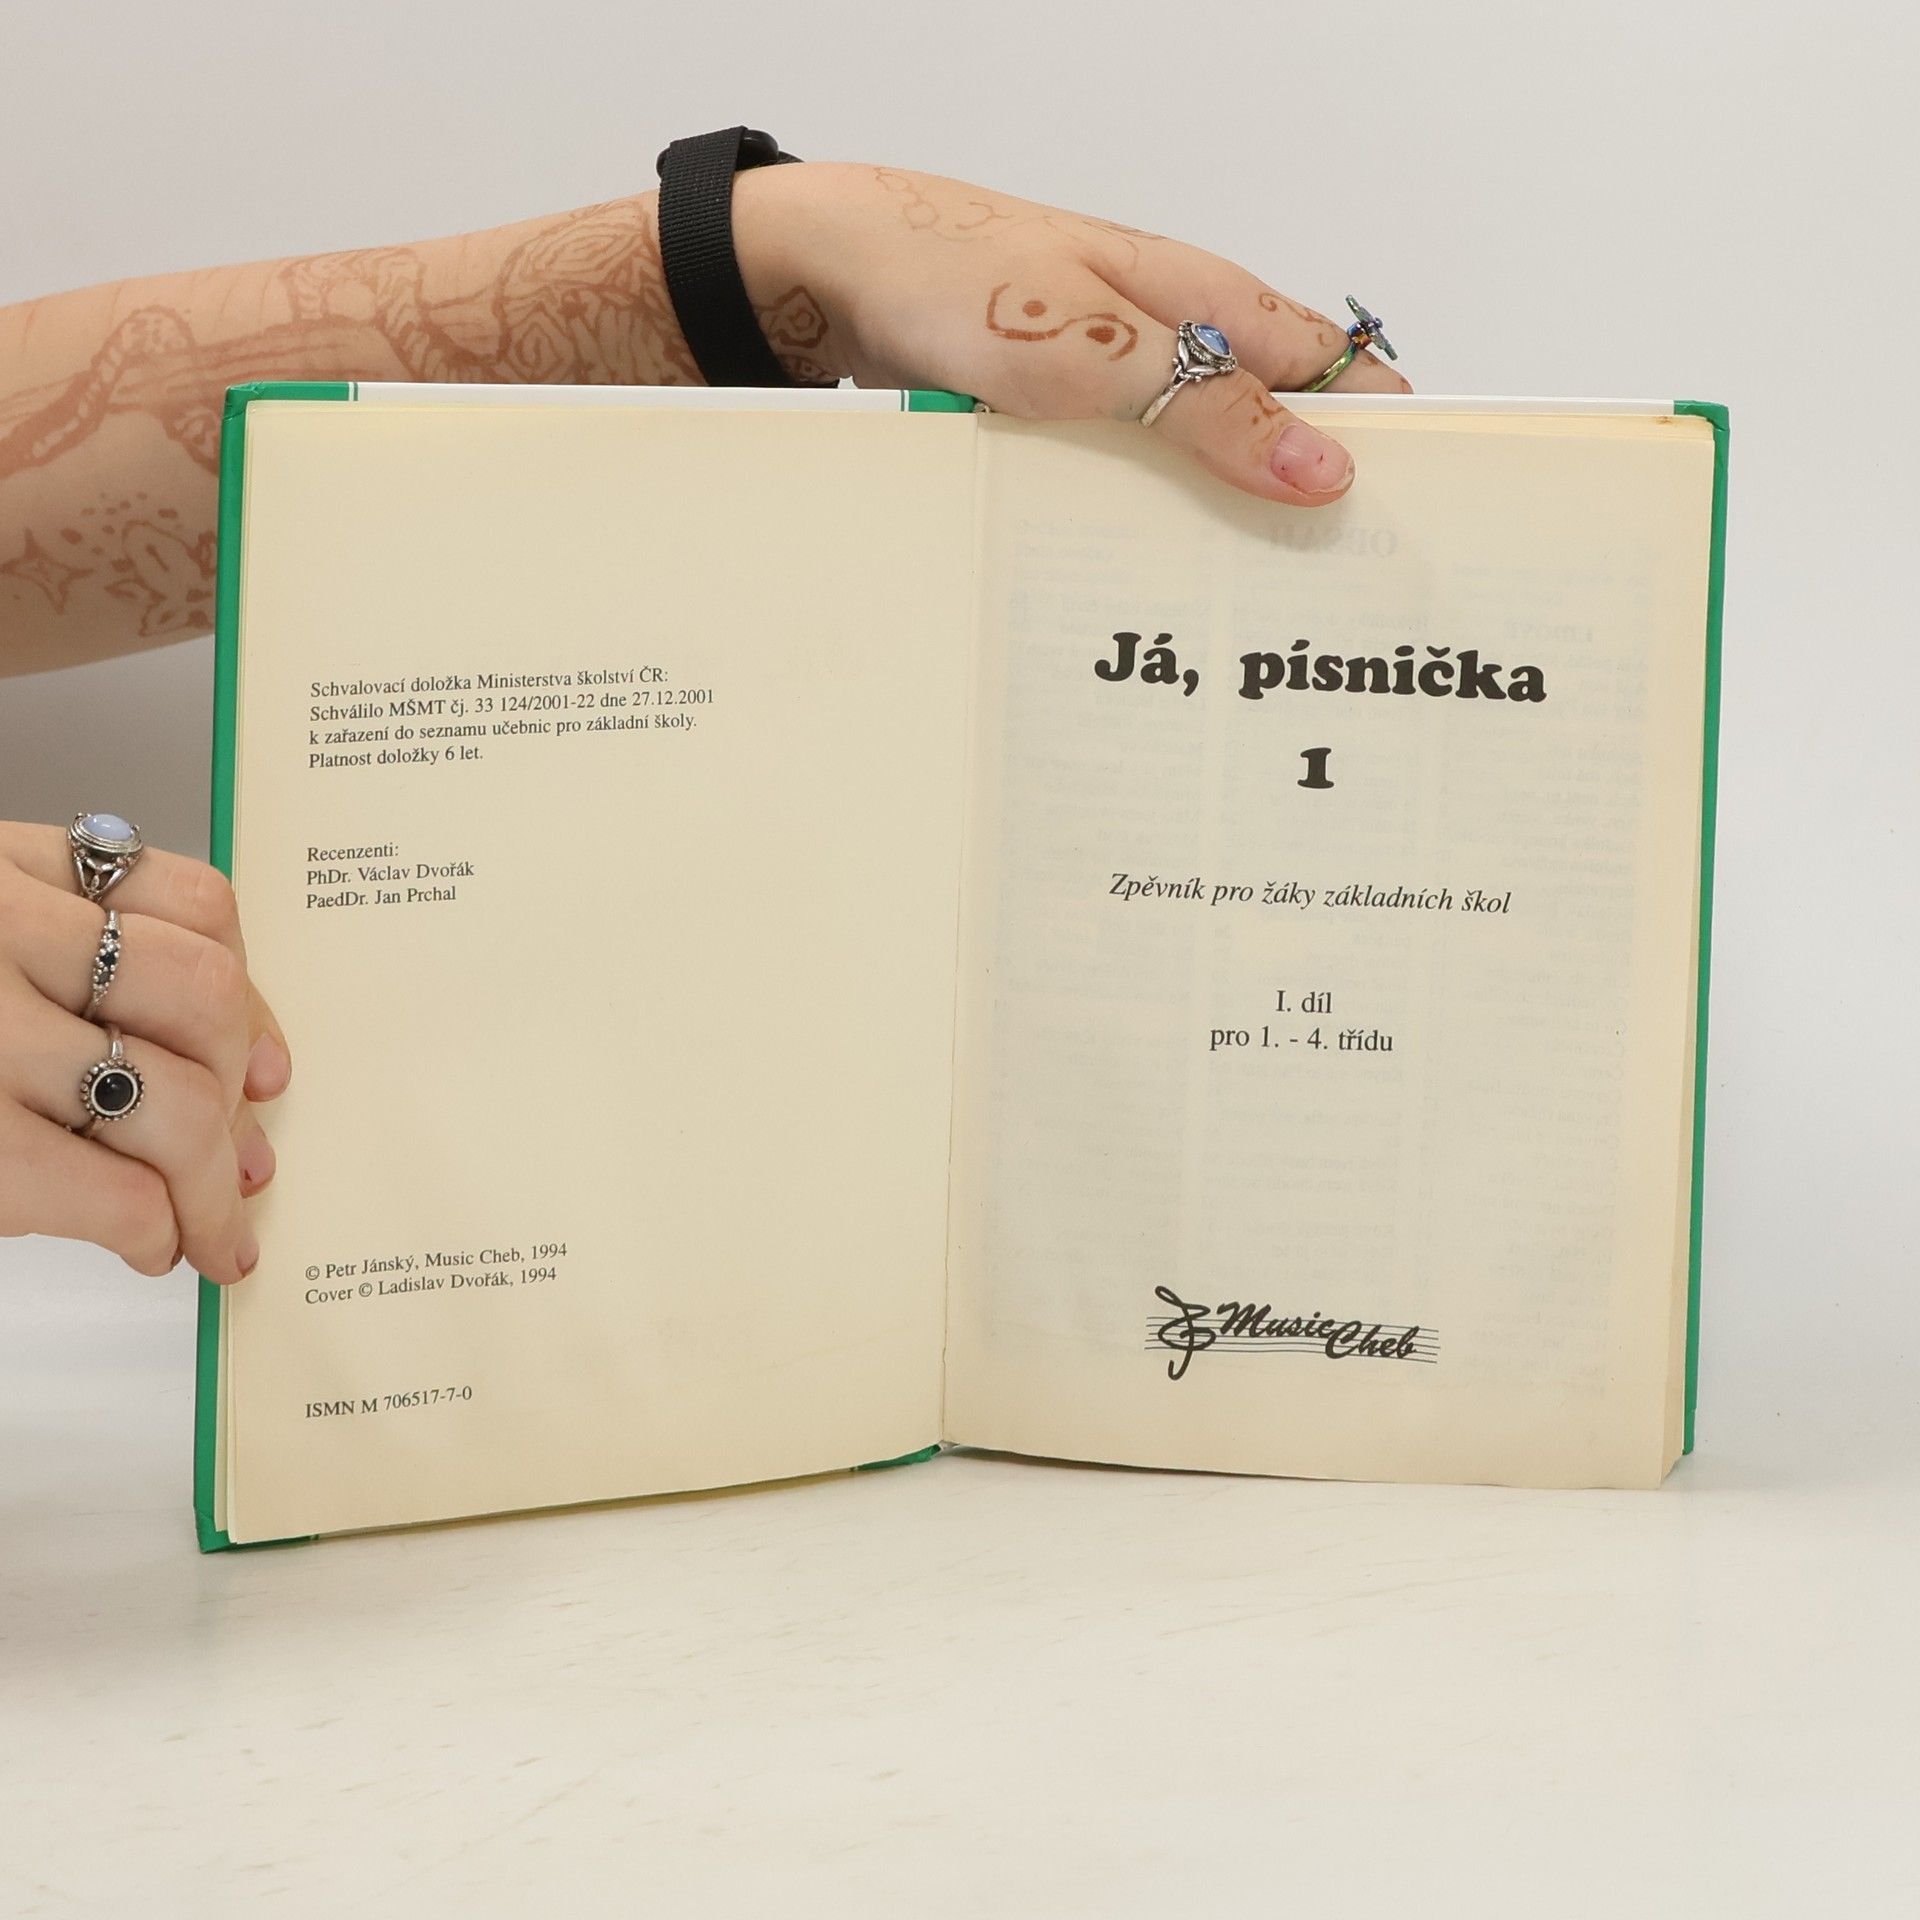 Schvalovací doložka Ministerstva školství ČR:
Schválilo MŠMT čj. 33 124/2001-22 dne 27.12.2001
k zařazení do seznamu učebnic pro základní školy.
Platnost doložky 6 let.
Recenzenti:
PhDr. Václav Dvořák
PaedDr. Jan Prchal
© Petr Jánský, Music Cheb, 1994
Cover © Ladislav Dvořák, 1994
ISMN M 706517-7-0
Já, písnička
1
Zpěvník pro žáky základních škol
I. díl
pro 1. - 4. třídu
Music Cheb